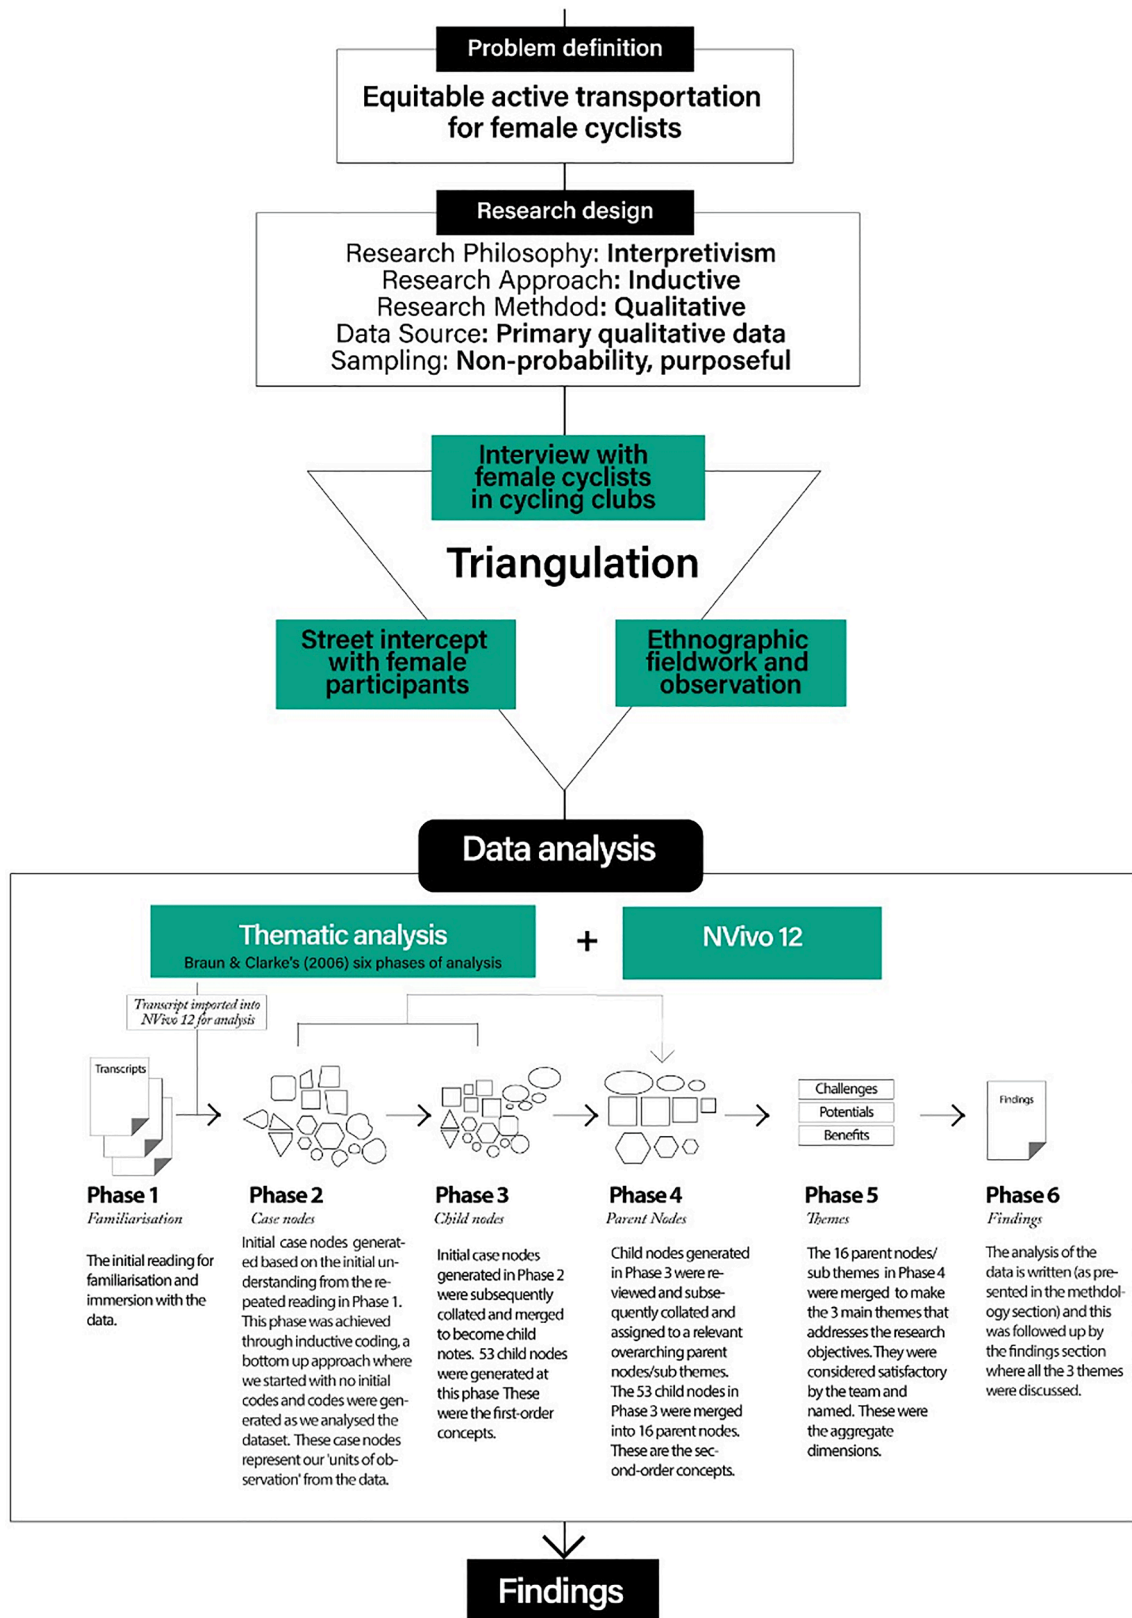 Problem definition
Equitable active transportation
for female cyclists
Research design
Research Philosophy: Interpretivism
Research Approach: Inductive
Research Methdod: Qualitative
Data Source: Primary qualitative data
Sampling: Non-probability, purposeful
Interview with
female cyclists
in cycling clubs
Triangulation
Street intercept
with female
participants
Ethnographic
fieldwork and
observation
Data analysis
Thematic analysis
Braun & Clarke's (2006) six phases of analysis
+
NVivo 12
Transcript imported into
NVivo 12 for analysis
Transcripts
Challenges
Potentials
Benefits
Findings
Phase 1
Familiarisation
The initial reading for
familiarisation and
immersion with the
data.
Phase 2
Case nodes
Initial case nodes generat-
ed based on the initial un-
derstanding from the re-
peated reading in Phase 1.
This phase was achieved
through inductive coding, a
bottom up approach where
we started with no initial
codes and codes were gen-
erated as we analysed the
dataset. These case nodes
represent our 'units of ob-
servation' from the data.
Phase 3
Child nodes
Initial case nodes
generated in Phase 2
were subsequently
collated and merged
to become child
notes. 53 child nodes
were generated at
this phase These
were the first-order
concepts.
Phase 4
Parent Nodes
Child nodes generated
in Phase 3 were re-
viewed and subse-
quently collated and
assigned to a relevant
overarching parent
nodes/sub themes.
The 53 child nodes in
Phase 3 were merged
into 16 parent nodes.
These are the sec-
ond-order concepts.
Phase 5
Themes
The 16 parent nodes/
sub themes in Phase 4
were merged to make
the 3 main themes that
addresses the research
objectives. They were
considered satisfactory
by the team and
named. These were
the aggregate
dimensions.
Phase 6
Findings
The analysis of the
data is written (as pre-
sented in the methdology
section) and this
was followed up by
the findings section
where all the 3 themes
were discussed.
Findings